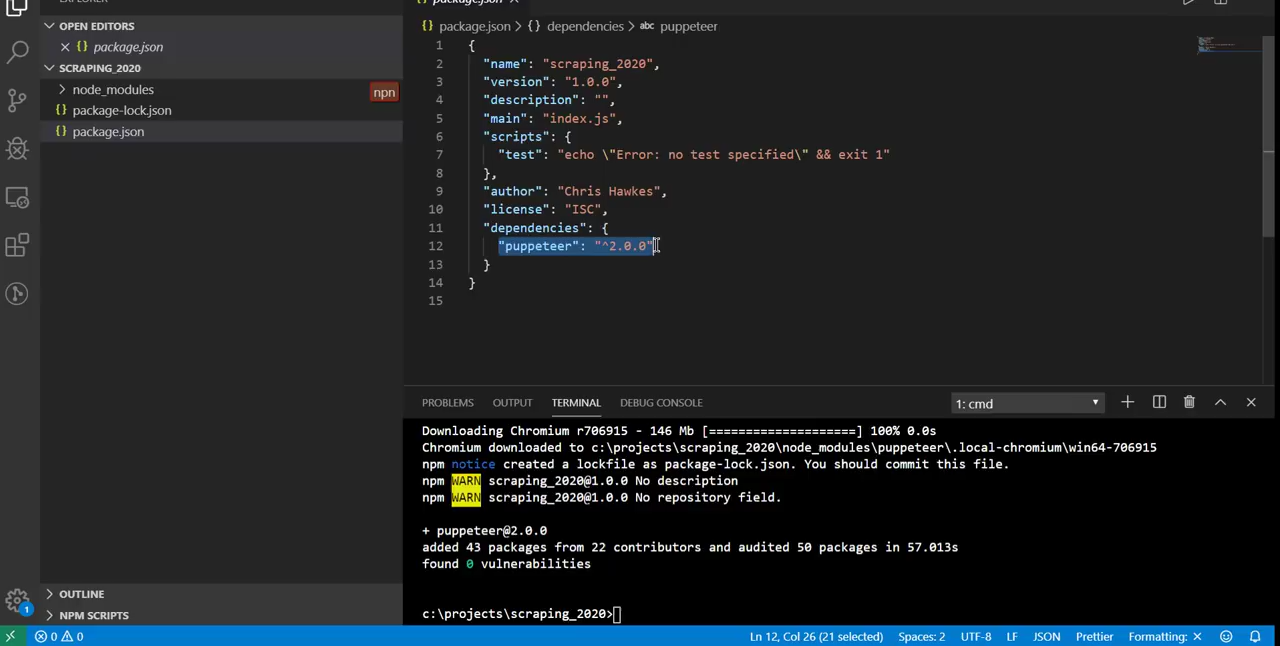 EXPLORER
OPEN EDITORS
package.json
SCRAPING_2020
node_modules
npn
package-lock.json
package.json
OUTLINE
NPM SCRIPTS
package.json
package.json > {} dependencies > abc puppeteer
1 {
2 "name": "scraping_2020",
3 "version": "1.0.0",
4 "description": "",
5 "main": "index.js",
6 "scripts": {
7 "test": "echo \"Error: no test specified\" && exit 1"
8 },
9 "author": "Chris Hawkes",
10 "license": "ISC",
11 "dependencies": {
12 "puppeteer": "^2.0.0"
13 }
14 }
15
PROBLEMS OUTPUT TERMINAL DEBUG CONSOLE 1: cmd
Downloading Chromium r706915 - 146 Mb [====================] 100% 0.0s
Chromium downloaded to c:\projects\scraping_2020\node_modules\puppeteer\.local-chromium\win64-706915
npm notice created a lockfile as package-lock.json. You should commit this file.
npm WARN scraping_2020@1.0.0 No description
npm WARN scraping_2020@1.0.0 No repository field.
+ puppeteer@2.0.0
added 43 packages from 22 contributors and audited 50 packages in 57.013s
found 0 vulnerabilities
c:\projects\scraping_2020>
1
0 0 Ln 12, Col 26 (21 selected) Spaces: 2 UTF-8 LF JSON Prettier Formatting: ×